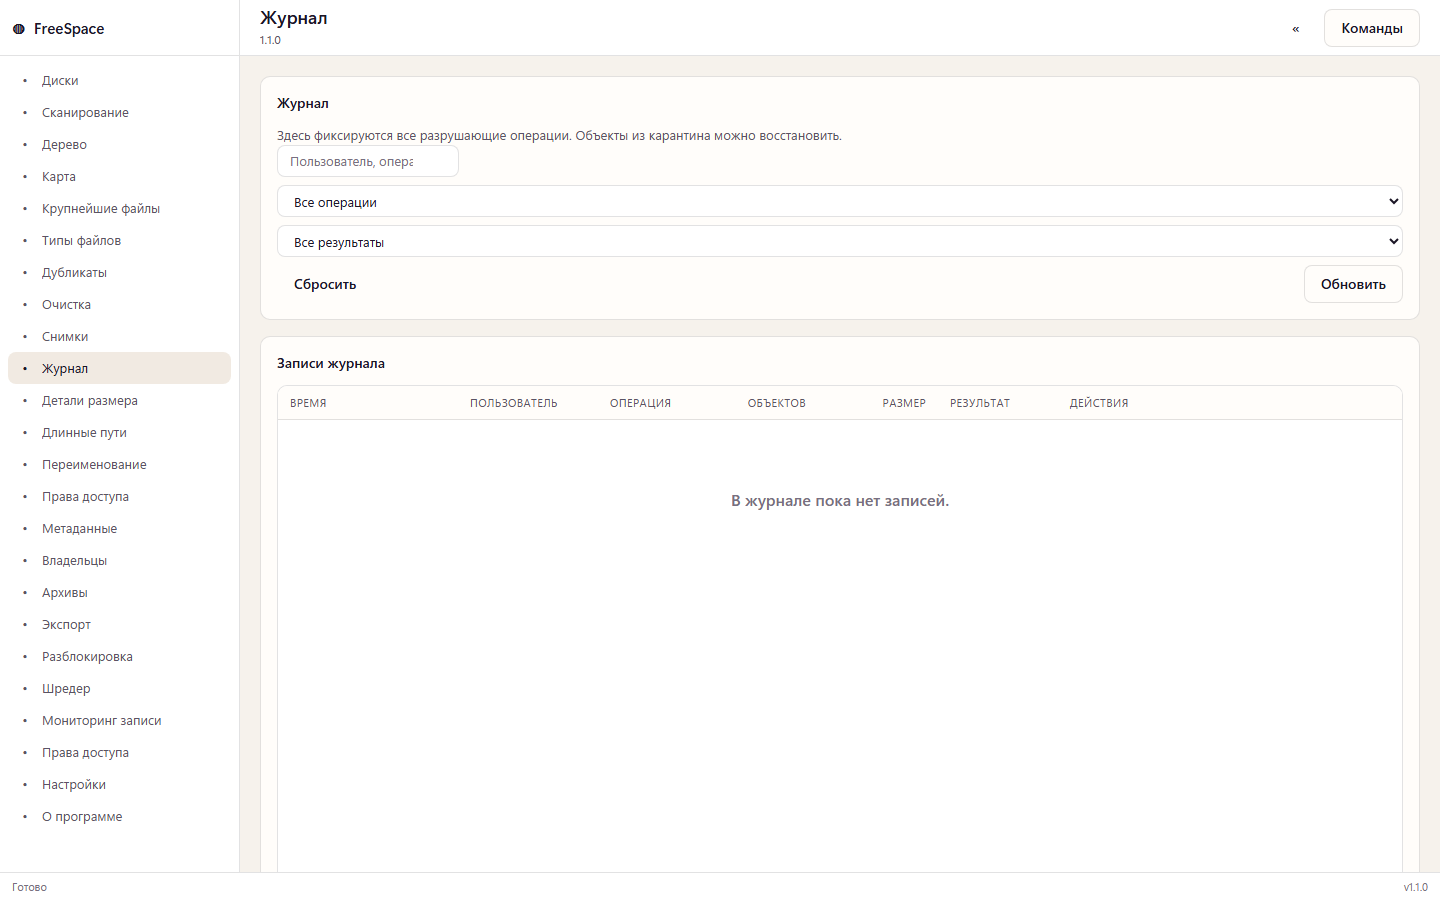 FreeSpace
Журнал
1.1.0
«
Команды
Диски
Сканирование
Дерево
Карта
Крупнейшие файлы
Типы файлов
Дубликаты
Очистка
Снимки
Журнал
Детали размера
Длинные пути
Переименование
Права доступа
Метаданные
Владельцы
Архивы
Экспорт
Разблокировка
Шредер
Мониторинг записи
Права доступа
Настройки
О программе
Журнал
Здесь фиксируются все разрушающие операции. Объекты из карантина можно восстановить.
Пользователь, опера
Все операции
Все результаты
Сбросить
Обновить
Записи журнала
ВРЕМЯ ПОЛЬЗОВАТЕЛЬ ОПЕРАЦИЯ ОБЪЕКТОВ РАЗМЕР РЕЗУЛЬТАТ ДЕЙСТВИЯ
В журнале пока нет записей.
Готово
v1.1.0